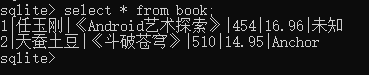 sqlite> select * from book;
1|任玉刚|《Android艺术探索》|454|16.96|未知
2|天蚕土豆|《斗破苍穹》|510|14.95|Anchor
sqlite>